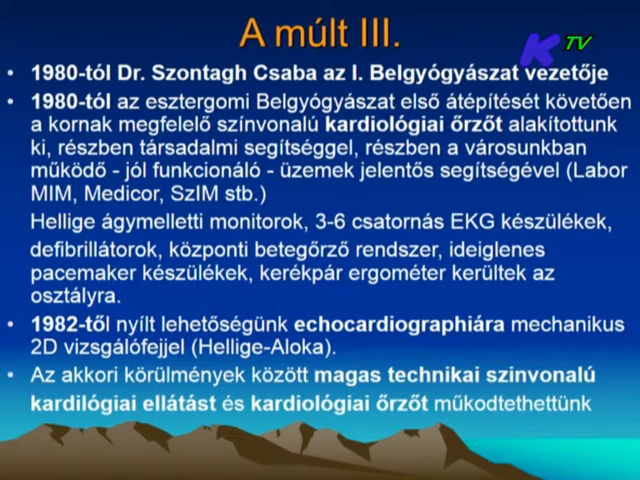 A múlt III.
K TV
• 1980-tól Dr. Szontagh Csaba az I. Belgyógyászat vezetője
• 1980-tól az esztergomi Belgyógyászat első átépítését követően
a kornak megfelelő színvonalú kardiológiai őrzőt alakítottunk
ki, részben társadalmi segítséggel, részben a városunkban
működő - jól funkcionáló - üzemek jelentős segítségével (Labor
MIM, Medicor, SzIM stb.)
Hellige ágymelletti monitorok, 3-6 csatornás EKG készülékek,
defibrillátorok, központi betegőrző rendszer, ideiglenes
pacemaker készülékek, kerékpár ergométer kerültek az
osztályra.
• 1982-től nyílt lehetőségünk echocardiographiára mechanikus
2D vizsgálófejjel (Hellige-Aloka).
• Az akkori körülmények között magas technikai szinvonalú
kardilógiai ellátást és kardiológiai őrzőt műkodtethettünk